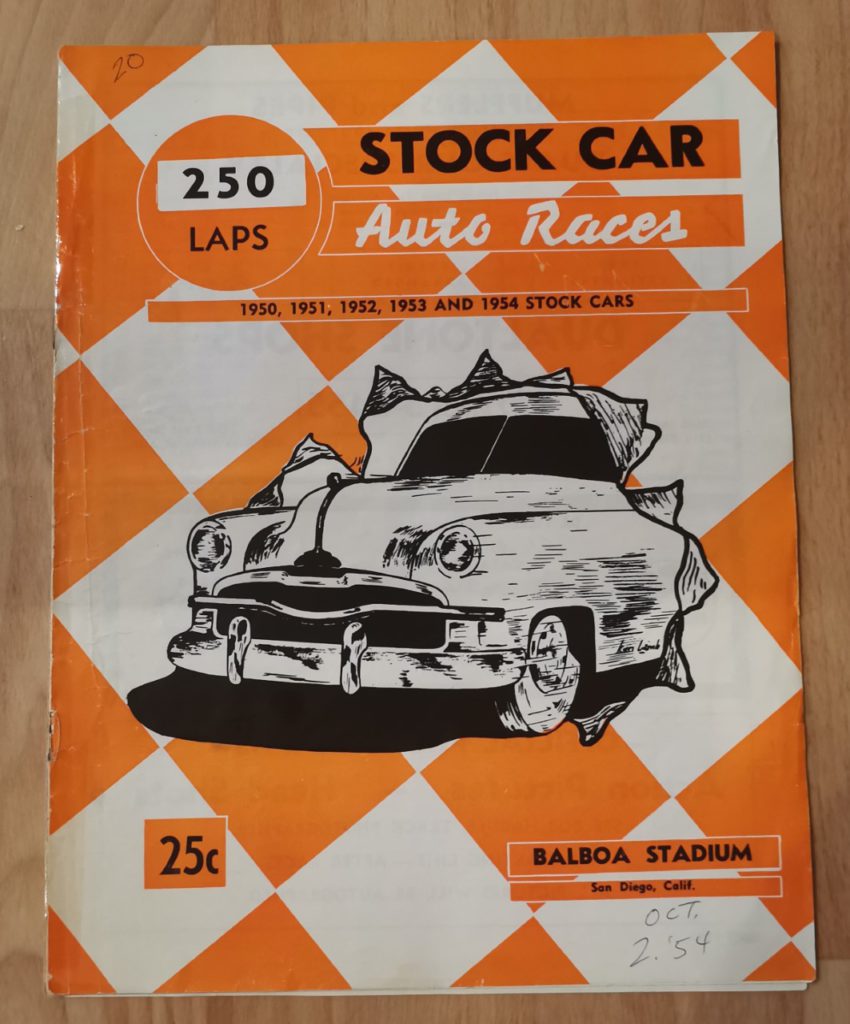 20
STOCK CAR
250
LAPS
Auto Races
1950, 1951, 1952, 1953 AND 1954 STOCK CARS
25c
BALBOA STADIUM
San Diego, Calif.
OCT.
2. '54